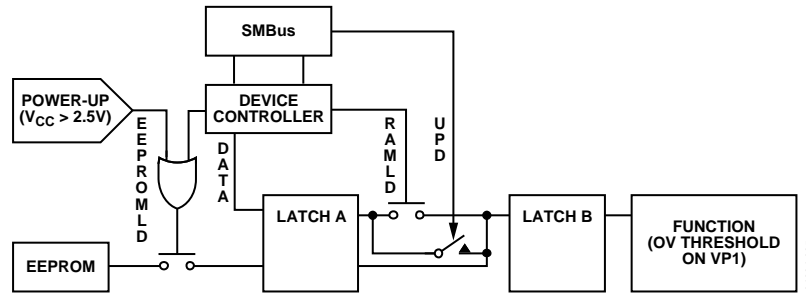 SMBus
POWER-UP
(VCC > 2.5V)
DEVICE
CONTROLLER
EEPROMLD
DATA
RAMLD
UPD
LATCH A
LATCH B
FUNCTION
(OV THRESHOLD
ON VP1)
EEPROM